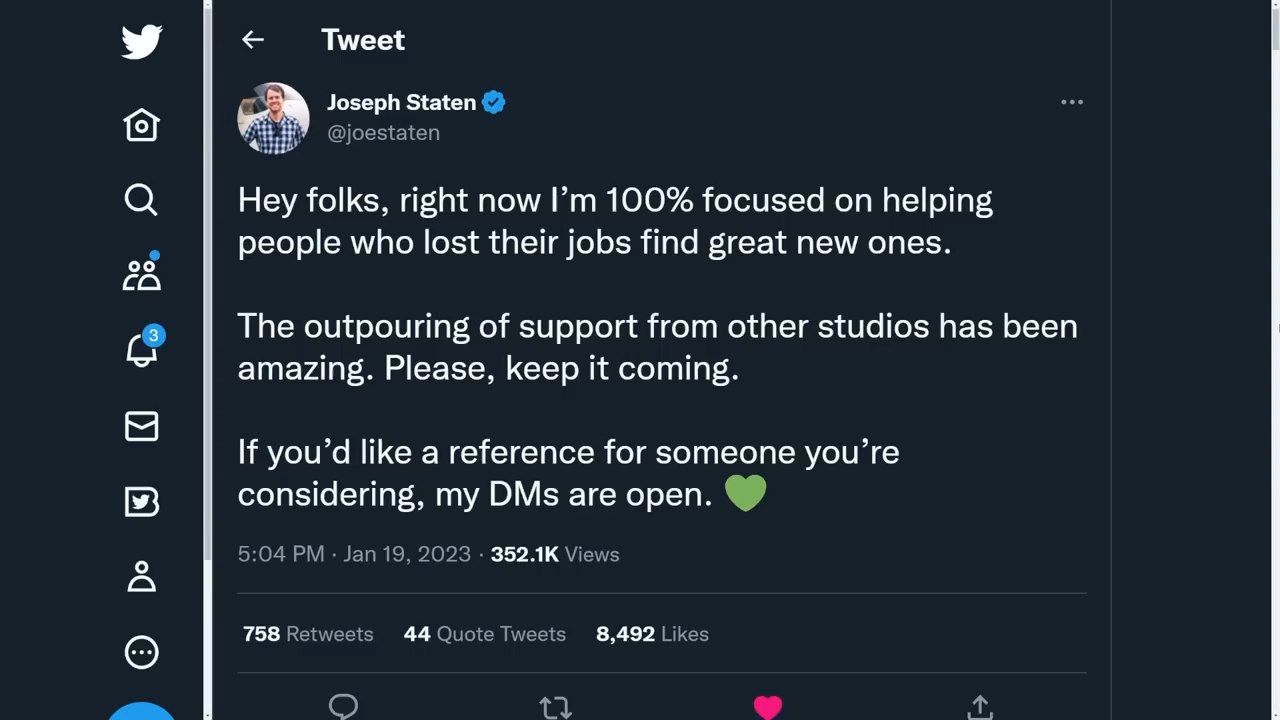 Tweet
Joseph Staten
@joestaten
Hey folks, right now I’m 100% focused on helping
people who lost their jobs find great new ones.
The outpouring of support from other studios has been
amazing. Please, keep it coming.
If you’d like a reference for someone you’re
considering, my DMs are open. 💚
5:04 PM · Jan 19, 2023 · 352.1K Views
758 Retweets 44 Quote Tweets 8,492 Likes
3